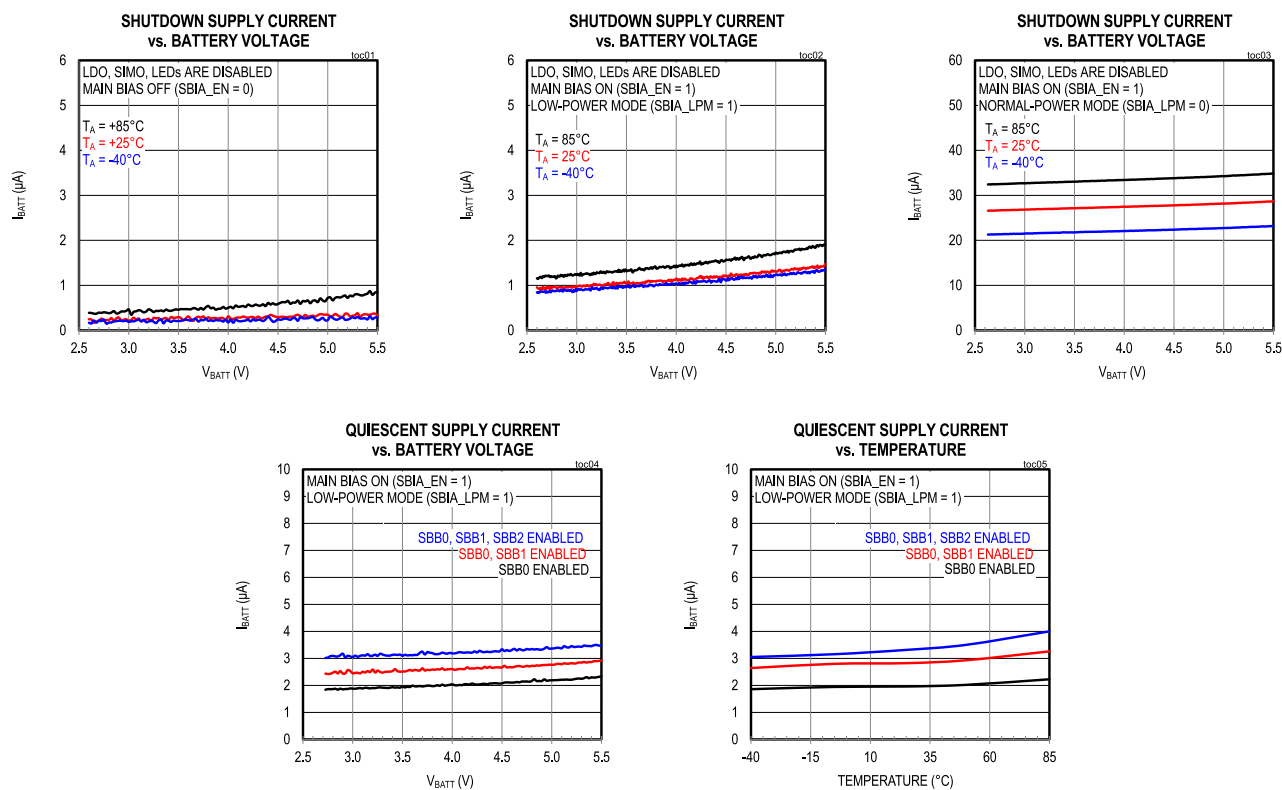 SHUTDOWN SUPPLY CURRENT
vs. BATTERY VOLTAGE
toc01
6
5
4
3
2
1
0
LDO, SIMO, LEDs ARE DISABLED
MAIN BIAS OFF (SBIA_EN = 0)
TA = +85°C
TA = +25°C
TA = -40°C
IBATT (µA)
2.5 3.0 3.5 4.0 4.5 5.0 5.5
VBATT (V)
SHUTDOWN SUPPLY CURRENT
vs. BATTERY VOLTAGE
toc02
6
5
4
3
2
1
0
LDO, SIMO, LEDs ARE DISABLED
MAIN BIAS ON (SBIA_EN = 1)
LOW-POWER MODE (SBIA_LPM = 1)
TA = 85°C
TA = 25°C
TA = -40°C
IBATT (µA)
2.5 3.0 3.5 4.0 4.5 5.0 5.5
VBATT (V)
SHUTDOWN SUPPLY CURRENT
vs. BATTERY VOLTAGE
toc03
60
50
40
30
20
10
0
LDO, SIMO, LEDs ARE DISABLED
MAIN BIAS ON (SBIA_EN = 1)
NORMAL-POWER MODE (SBIA_LPM = 0)
TA = 85°C
TA = 25°C
TA = -40°C
IBATT (µA)
2.5 3.0 3.5 4.0 4.5 5.0 5.5
VBATT (V)
QUIESCENT SUPPLY CURRENT
vs. BATTERY VOLTAGE
toc04
10
9
8
7
6
5
4
3
2
1
0
MAIN BIAS ON (SBIA_EN = 1)
LOW-POWER MODE (SBIA_LPM = 1)
SBB0, SBB1, SBB2 ENABLED
SBB0, SBB1 ENABLED
SBB0 ENABLED
IBATT (µA)
2.5 3.0 3.5 4.0 4.5 5.0 5.5
VBATT (V)
QUIESCENT SUPPLY CURRENT
vs. TEMPERATURE
toc05
10
9
8
7
6
5
4
3
2
1
0
MAIN BIAS ON (SBIA_EN = 1)
LOW-POWER MODE (SBIA_LPM = 1)
SBB0, SBB1, SBB2 ENABLED
SBB0, SBB1 ENABLED
SBB0 ENABLED
IBATT (µA)
-40 -15 10 35 60 85
TEMPERATURE (°C)